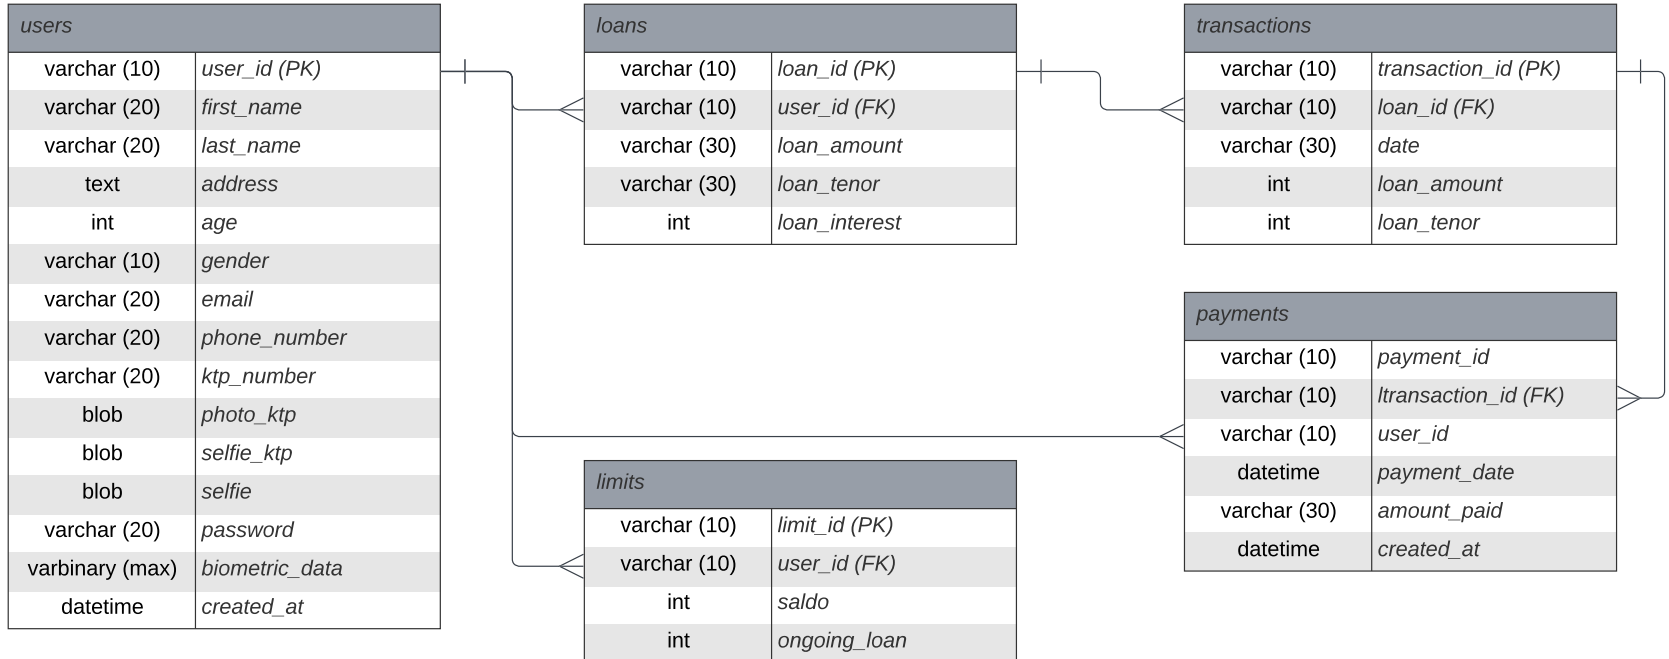 users
varchar (10) user_id (PK)
varchar (20) first_name
varchar (20) last_name
text address
int age
varchar (10) gender
varchar (20) email
varchar (20) phone_number
varchar (20) ktp_number
blob photo_ktp
blob selfie_ktp
blob selfie
varchar (20) password
varbinary (max) biometric_data
datetime created_at
loans
varchar (10) loan_id (PK)
varchar (10) user_id (FK)
varchar (30) loan_amount
varchar (30) loan_tenor
int loan_interest
transactions
varchar (10) transaction_id (PK)
varchar (10) loan_id (FK)
varchar (30) date
int loan_amount
int loan_tenor
payments
varchar (10) payment_id
varchar (10) ltransaction_id (FK)
varchar (10) user_id
datetime payment_date
varchar (30) amount_paid
datetime created_at
limits
varchar (10) limit_id (PK)
varchar (10) user_id (FK)
int saldo
int ongoing_loan